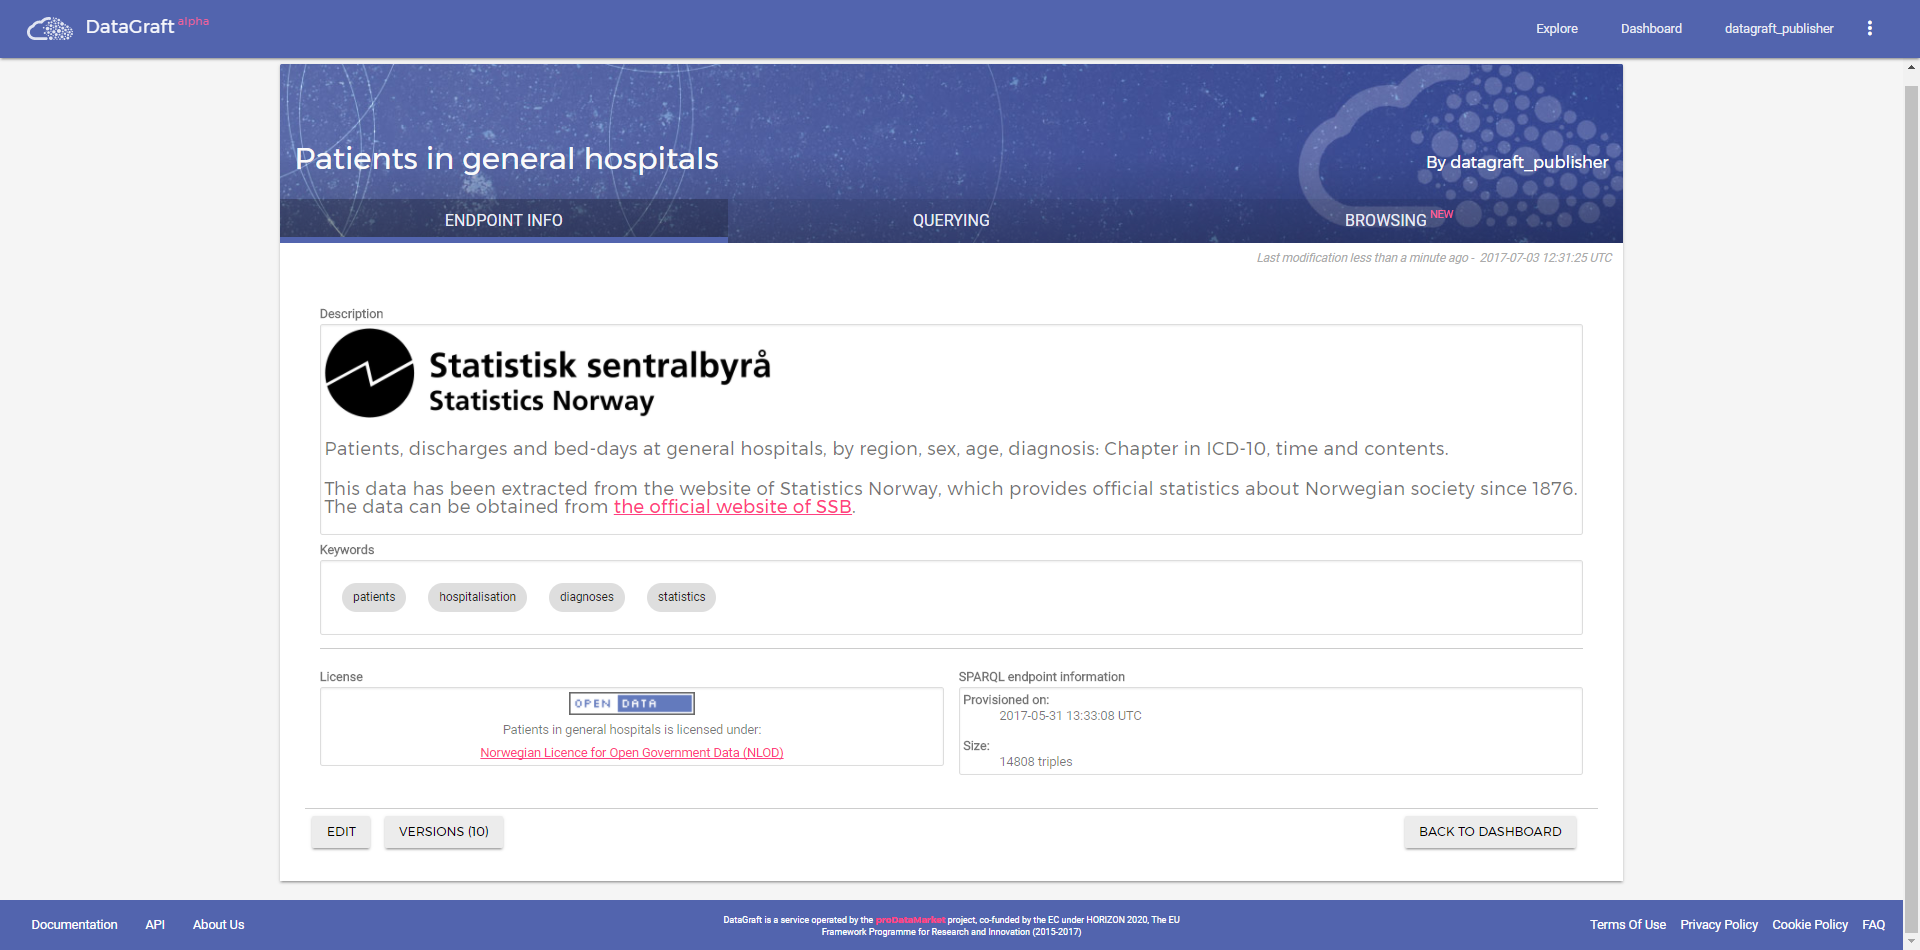 DataGraft alpha
Explore Dashboard datagraft_publisher
Patients in general hospitals
By datagraft_publisher
ENDPOINT INFO QUERYING BROWSING NEW
Last modification less than a minute ago - 2017-07-03 12:31:25 UTC
Description
Statistisk sentralbyrå
Statistics Norway
Patients, discharges and bed-days at general hospitals, by region, sex, age, diagnosis: Chapter in ICD-10, time and contents.
This data has been extracted from the website of Statistics Norway, which provides official statistics about Norwegian society since 1876.
The data can be obtained from the official website of SSB.
Keywords
patients hospitalisation diagnoses statistics
License
OPEN DATA
Patients in general hospitals is licensed under:
Norwegian Licence for Open Government Data (NLOD)
SPARQL endpoint information
Provisioned on:
2017-05-31 13:33:08 UTC
Size:
14808 triples
EDIT VERSIONS (10) BACK TO DASHBOARD
Documentation API About Us
DataGraft is a service operated by the proDataMarket project, co-funded by the EC under HORIZON 2020, The EU
Framework Programme for Research and Innovation (2015-2017)
Terms Of Use Privacy Policy Cookie Policy FAQ